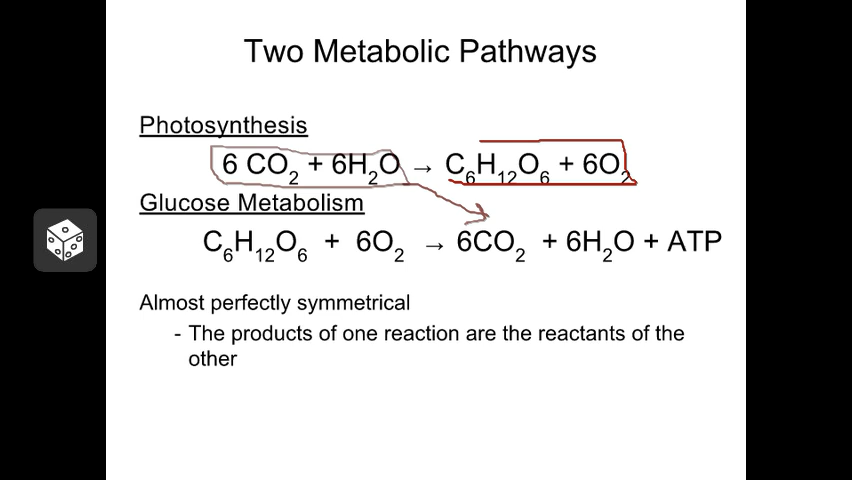 Two Metabolic Pathways
Photosynthesis
6 CO₂ + 6H₂O → C₆H₁₂O₆ + 6O₂
Glucose Metabolism
C₆H₁₂O₆ + 6O₂ → 6CO₂ + 6H₂O + ATP
Almost perfectly symmetrical
- The products of one reaction are the reactants of the
other